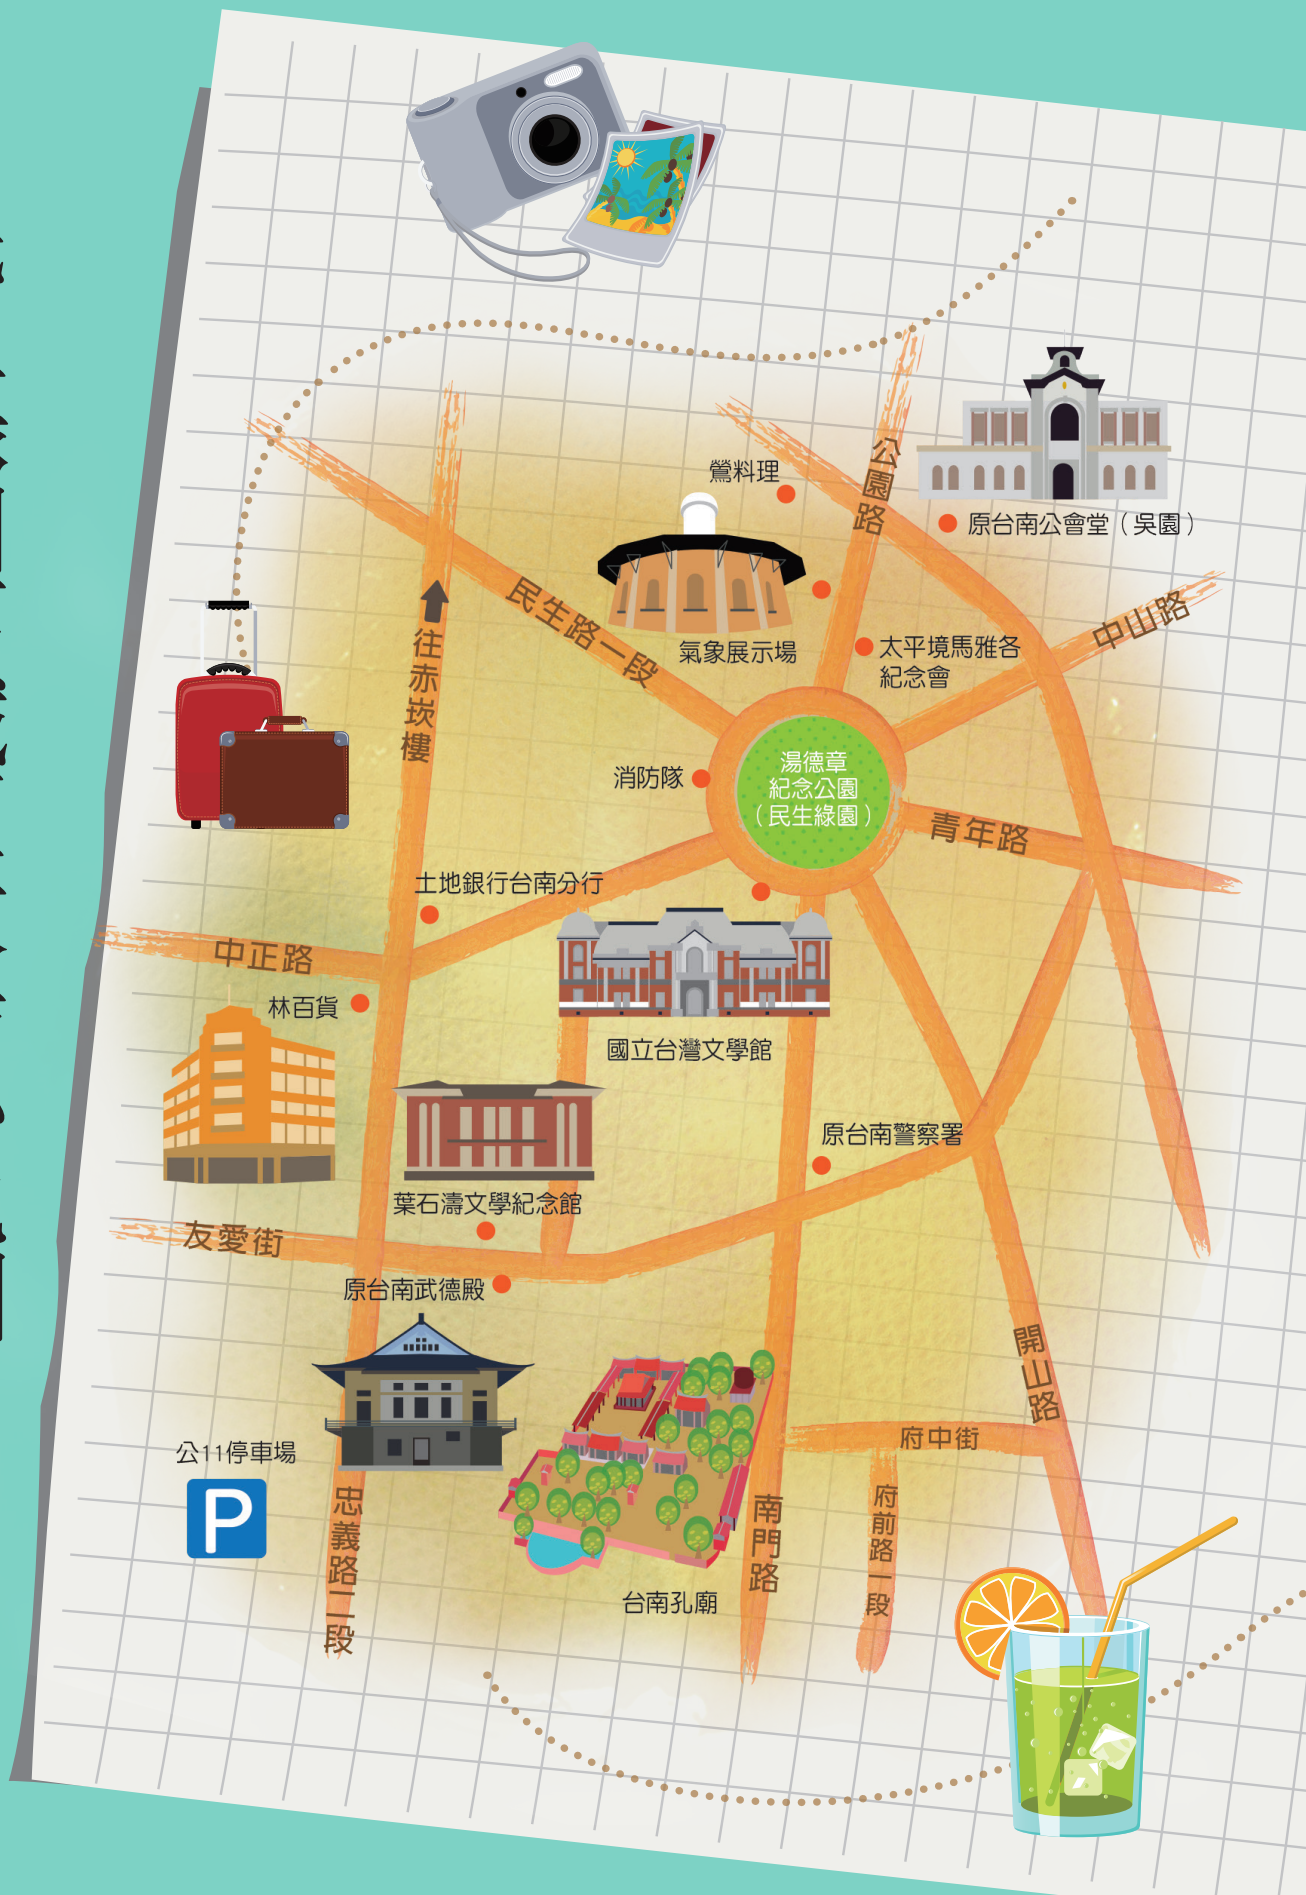 鶯料理
公園路
原台南公會堂（吳園）
民生路一段
中山路
往赤崁樓
氣象展示場
太平境馬雅各
紀念會
消防隊
湯德章
紀念公園
（民生綠園）
青年路
土地銀行台南分行
中正路
林百貨
國立台灣文學館
原台南警察署
葉石濤文學紀念館
友愛街
原台南武德殿
開山路
府中街
公11停車場
P
忠義路二段
南門路
府前路一段
台南孔廟